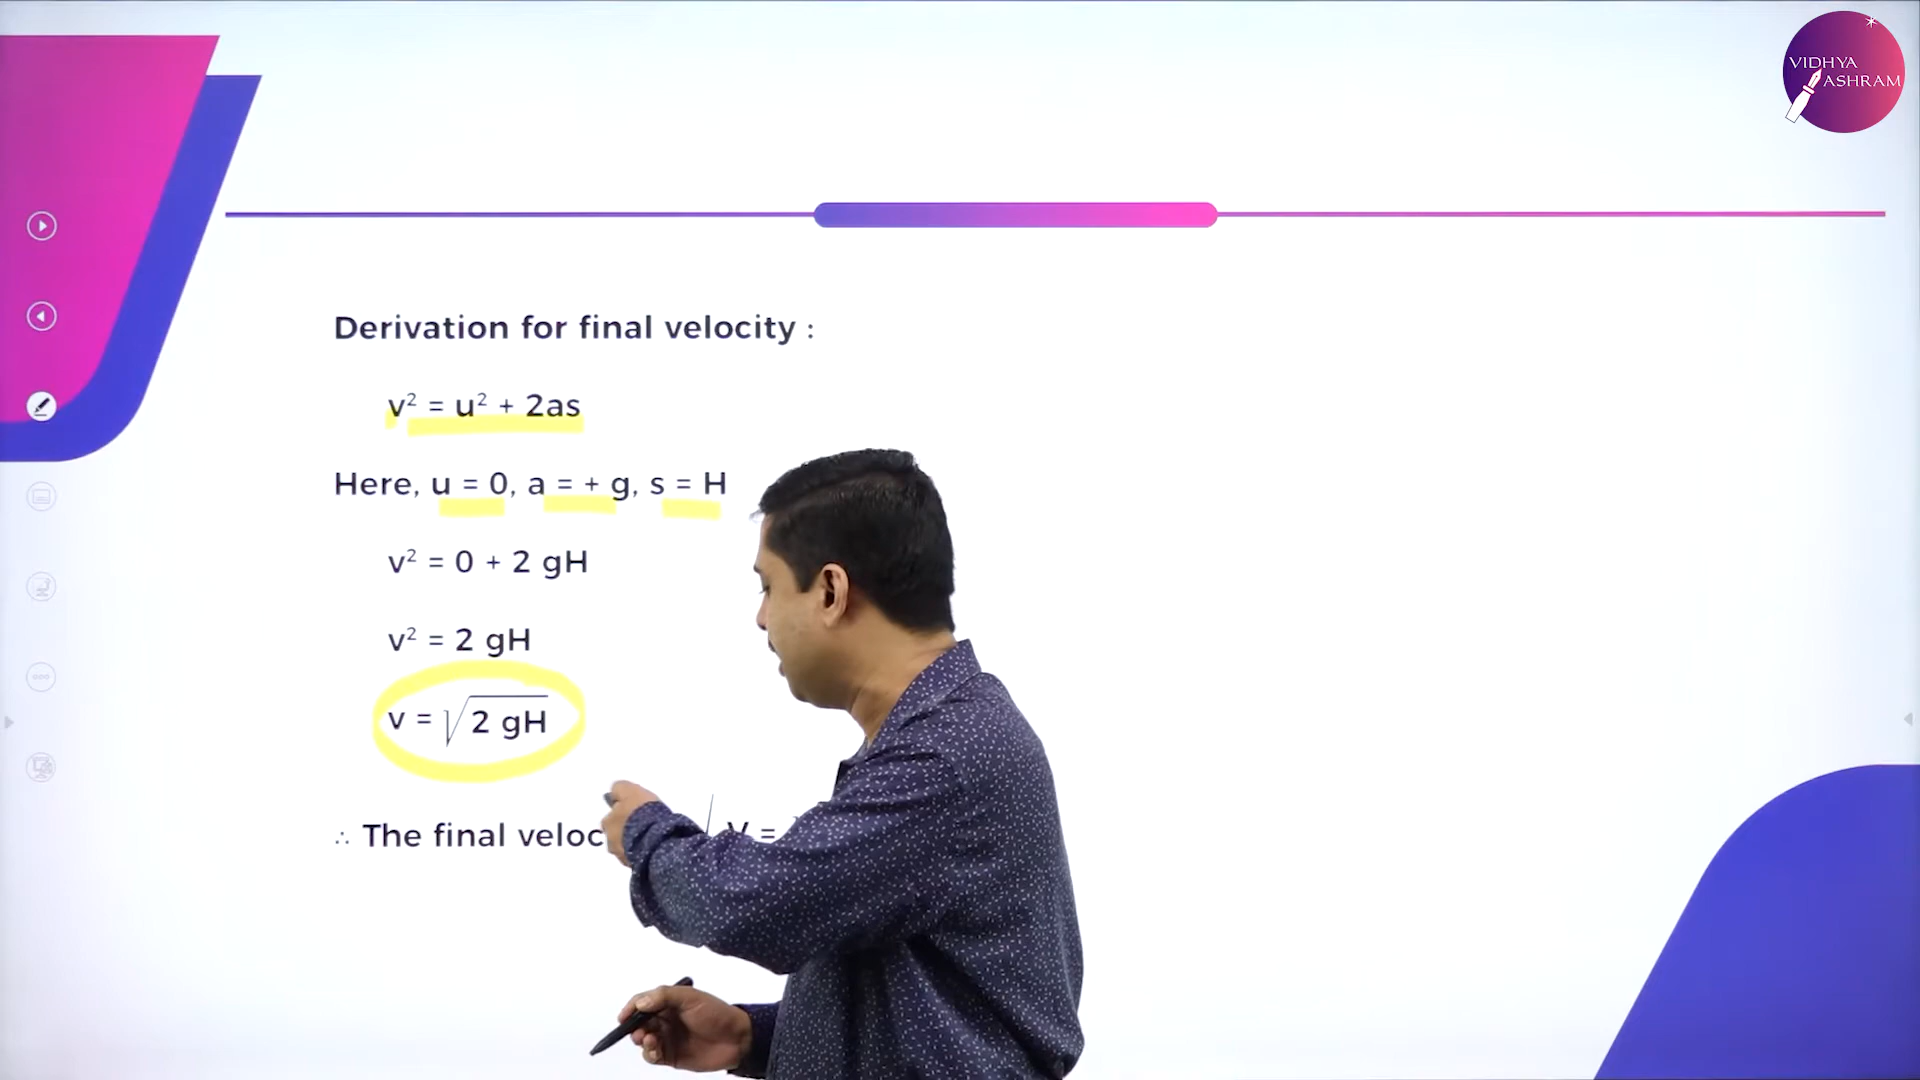 VIDHYA
ASHRAM
Derivation for final velocity :
v² = u² + 2as
Here, u = 0, a = + g, s = H
v² = 0 + 2 gH
v² = 2 gH
v = √2 gH
∴ The final v =